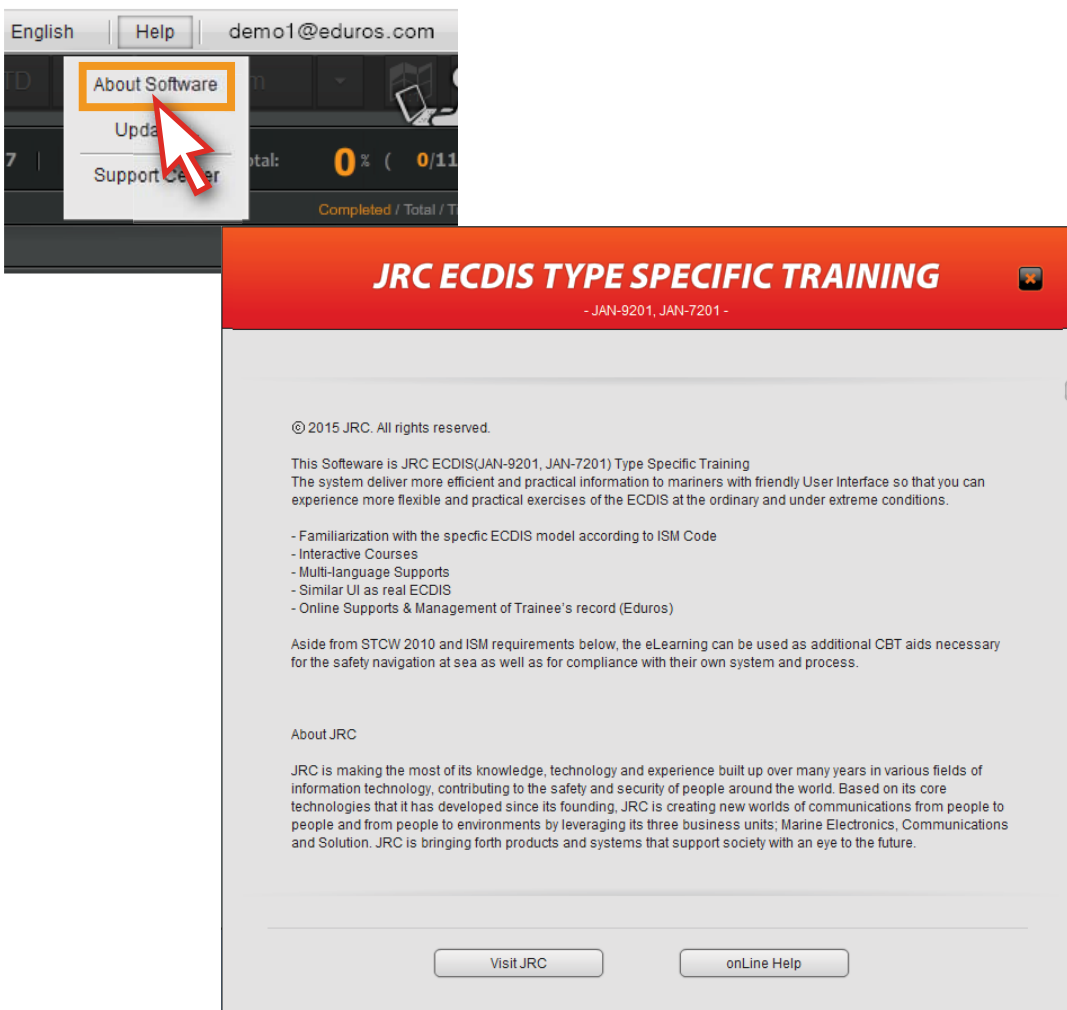 English Help demo1@eduros.com
About Software
Support Center
7 0 % ( 0/11
Completed / Total / T
JRC ECDIS TYPE SPECIFIC TRAINING
- JAN-9201, JAN-7201 -
© 2015 JRC. All rights reserved.
This Softeware is JRC ECDIS(JAN-9201, JAN-7201) Type Specific Training
The system deliver more efficient and practical information to mariners with friendly User Interface so that you can
experience more flexible and practical exercises of the ECDIS at the ordinary and under extreme conditions.
- Familiarization with the specfic ECDIS model according to ISM Code
- Interactive Courses
- Multi-language Supports
- Similar UI as real ECDIS
- Online Supports & Management of Trainee's record (Eduros)
Aside from STCW 2010 and ISM requirements below, the eLearning can be used as additional CBT aids necessary
for the safety navigation at sea as well as for compliance with their own system and process.
About JRC
JRC is making the most of its knowledge, technology and experience built up over many years in various fields of
information technology, contributing to the safety and security of people around the world. Based on its core
technologies that it has developed since its founding, JRC is creating new worlds of communications from people to
people and from people to environments by leveraging its three business units; Marine Electronics, Communications
and Solution. JRC is bringing forth products and systems that support society with an eye to the future.
Visit JRC onLine Help